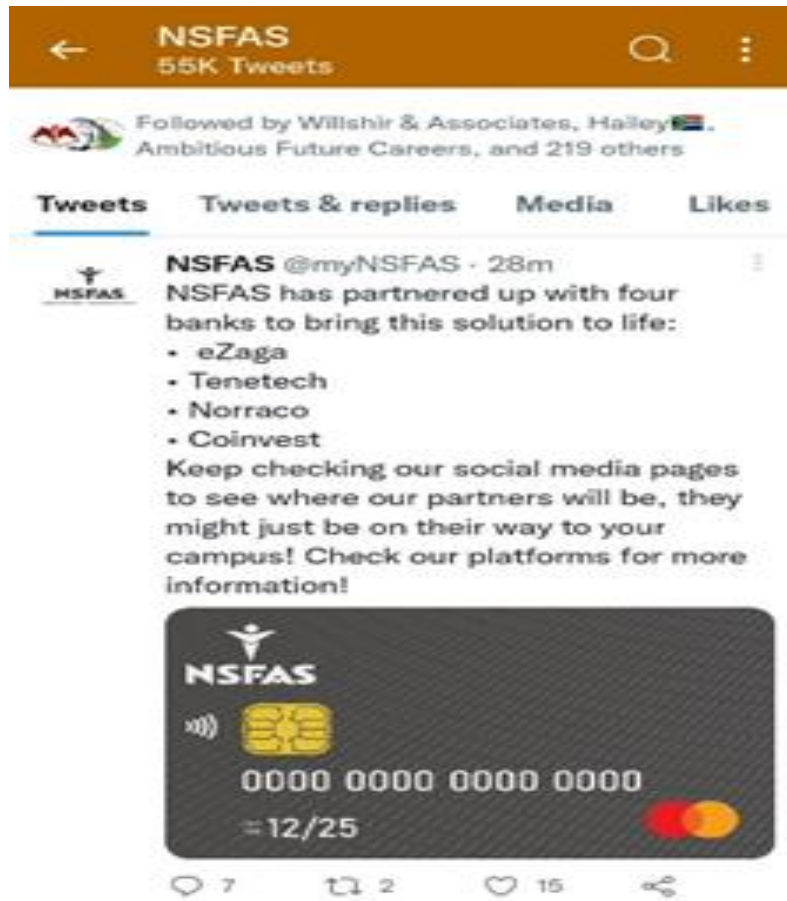 NSFAS
55K Tweets
Followed by Willshir & Associates, Hailey🇿🇦,
Ambitious Future Careers, and 219 others
Tweets Tweets & replies Media Likes
NSFAS
NSFAS @myNSFAS · 28m
NSFAS has partnered up with four
banks to bring this solution to life:
• eZaga
• Tenetech
• Norraco
• Coinvest
Keep checking our social media pages
to see where our partners will be, they
might just be on their way to your
campus! Check our platforms for more
information!
NSFAS
0000 0000 0000 0000
12/25
7 2 15